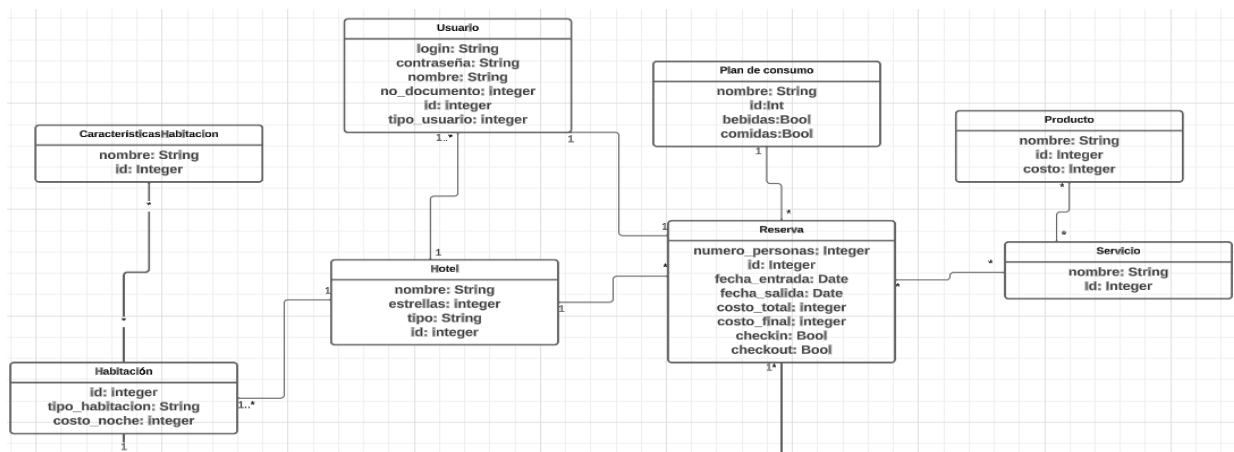 Usuario
login: String
contraseña: String
nombre: String
no_documento: integer
id: integer
tipo_usuario: integer
1..*
1
Plan de consumo
nombre: String
id:Int
bebidas:Bool
comidas:Bool
1
Producto
nombre: String
id: Integer
costo: Integer
*
CaracterísticasHabitacion
nombre: String
id: Integer
*
*
Reserva
numero_personas: Integer
id: Integer
fecha_entrada: Date
fecha_salida: Date
costo_total: integer
costo_final: integer
checkin: Bool
checkout: Bool
1
*
*
1*
*
*
Servicio
nombre: String
Id: Integer
1
Hotel
nombre: String
estrellas: integer
tipo: String
id: integer
1
1
*
Habitación
id: integer
tipo_habitacion: String
costo_noche: integer
1..*
1